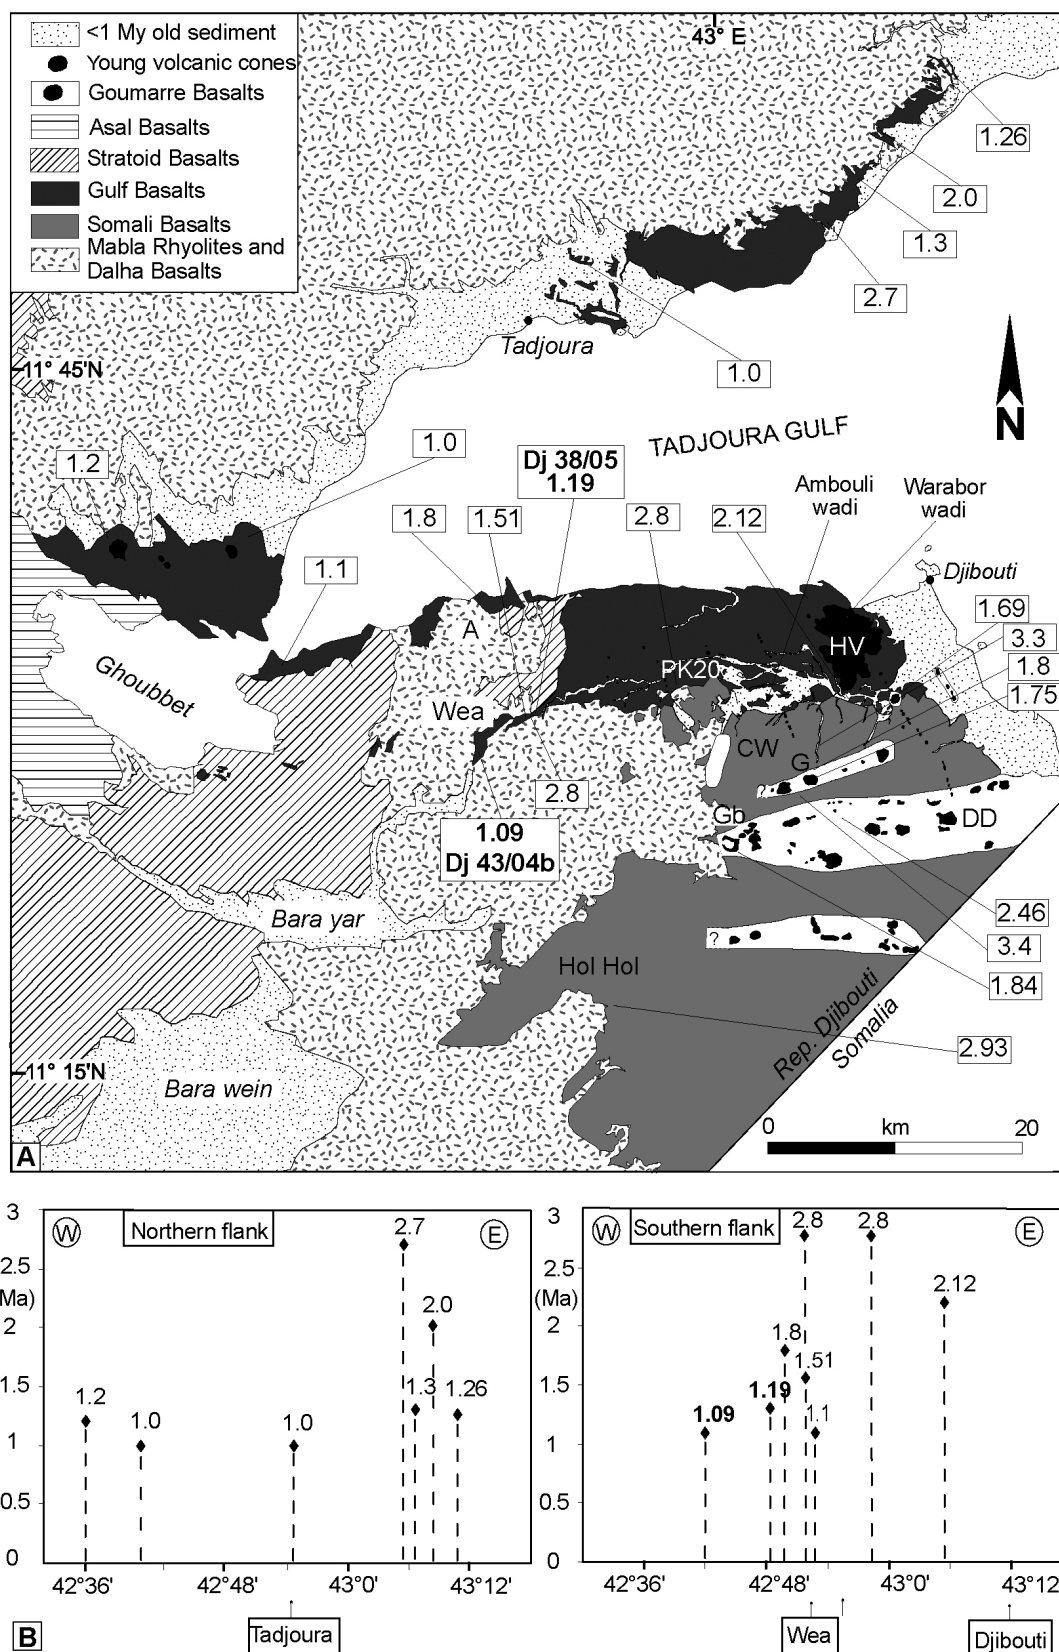 <1 My old sediment
Young volcanic cones
Goumarre Basalts
Asal Basalts
Stratoid Basalts
Gulf Basalts
Somali Basalts
Mabla Rhyolites and
Dalha Basalts
43° E
1.26
2.0
1.3
2.7
1.0
Tadjoura
11° 45'N
N
TADJOURA GULF
1.2
1.0
Dj 38/05
1.19
1.8
1.51
2.8
2.12
Ambouli
wadi
Warabor
wadi
Djibouti
1.1
1.69
3.3
1.8
1.75
A
HV
PK20
Ghoubbet
Wea
CW
G
2.8
Gb
DD
1.09
Dj 43/04b
Bara yar
2.46
3.4
1.84
?
Hol Hol
Rep. Djibouti
Somalia
2.93
11° 15'N
Bara wein
0 km 20
A
3
W
Northern flank
2.7
E
2.5
(Ma)
2
2.0
1.5
1.2
1.0
1.0
1.3
1.26
1
0.5
0
42°36' 42°48' 43°0' 43°12'
Tadjoura
B
3
W
Southern flank
2.8
2.8
E
2.5
(Ma)
2
2.12
1.8
1.5
1.51
1.19
1.09
1.1
1
0.5
0
42°36' 42°48' 43°0' 43°12'
Wea
Djibouti